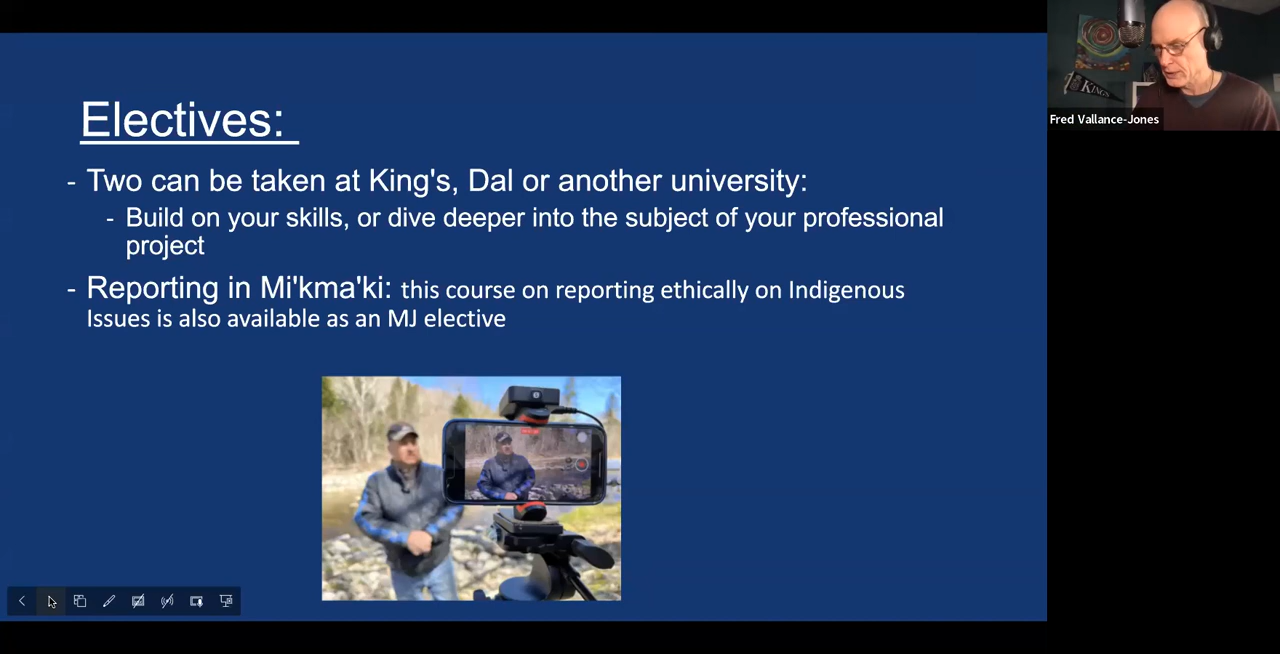 Electives:
- Two can be taken at King's, Dal or another university:
- Build on your skills, or dive deeper into the subject of your professional
project
- Reporting in Mi'kma'ki: this course on reporting ethically on Indigenous
Issues is also available as an MJ elective
KINGS
Fred Vallance-Jones